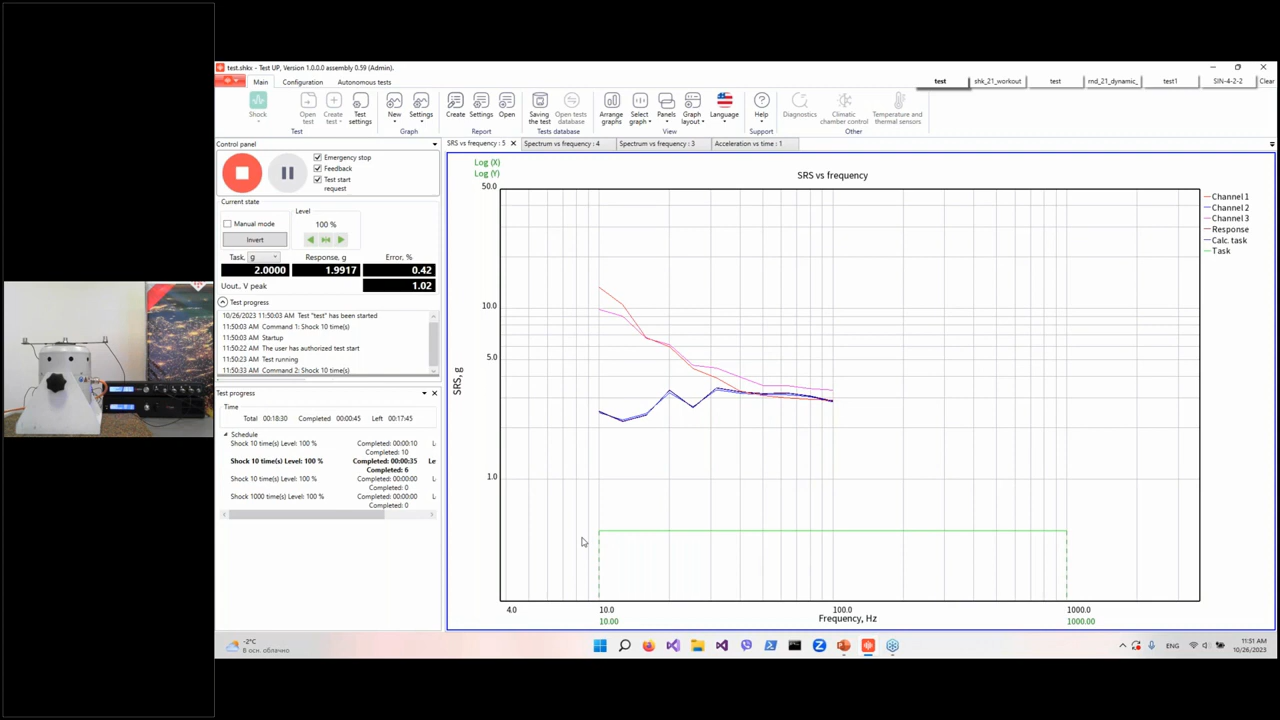 test.shkx - Test UP, Version 1.0.0.0 assembly 0.59 (Admin).
Main Configuration Autonomous tests
test shk_21_workout test rnd_21_dynamic_ test1 SIN-4-2-2 Clear
Shock Open test Create test Test settings New Settings Create Settings Open Saving the test Open tests database Arrange graphs Select graph Panels Graph layout Language Help Diagnostics Climatic chamber control Temperature and thermal sensors
Test Graph Report Tests database View Support Other
Control panel
SRS vs frequency : 5 Spectrum vs frequency : 4 Spectrum vs frequency : 3 Acceleration vs time : 1
Emergency stop
Feedback
Test start request
Current state
Manual mode
Invert
Level
100 %
Task, g Response, g Error, %
2.0000 1.9917 0.42
Uout., V peak 1.02
Test progress
10/26/2023 11:50:03 AM Test "test" has been started
11:50:03 AM Command 1: Shock 10 time(s)
11:50:03 AM Startup
11:50:22 AM The user has authorized test start
11:50:23 AM Test running
11:50:33 AM Command 2: Shock 10 time(s)
Test progress
Time
Total 00:18:30 Completed 00:00:45 Left 00:17:45
Schedule
Shock 10 time(s) Level: 100 % Completed: 00:00:10
Completed: 10
Shock 10 time(s) Level: 100 % Completed: 00:00:35
Completed: 6
Shock 10 time(s) Level: 100 % Completed: 00:00:00
Completed: 0
Shock 1000 time(s) Level: 100 % Completed: 00:00:00
Completed: 0
Log (X)
Log (Y)
SRS vs frequency
50.0
10.0
5.0
1.0
SRS, g
Channel 1
Channel 2
Channel 3
Response
Calc. task
Task
4.0 10.0 100.0 1000.0
10.00 Frequency, Hz 1000.00
-2°C
В осн. облачно
ENG
11:51 AM
10/26/2023